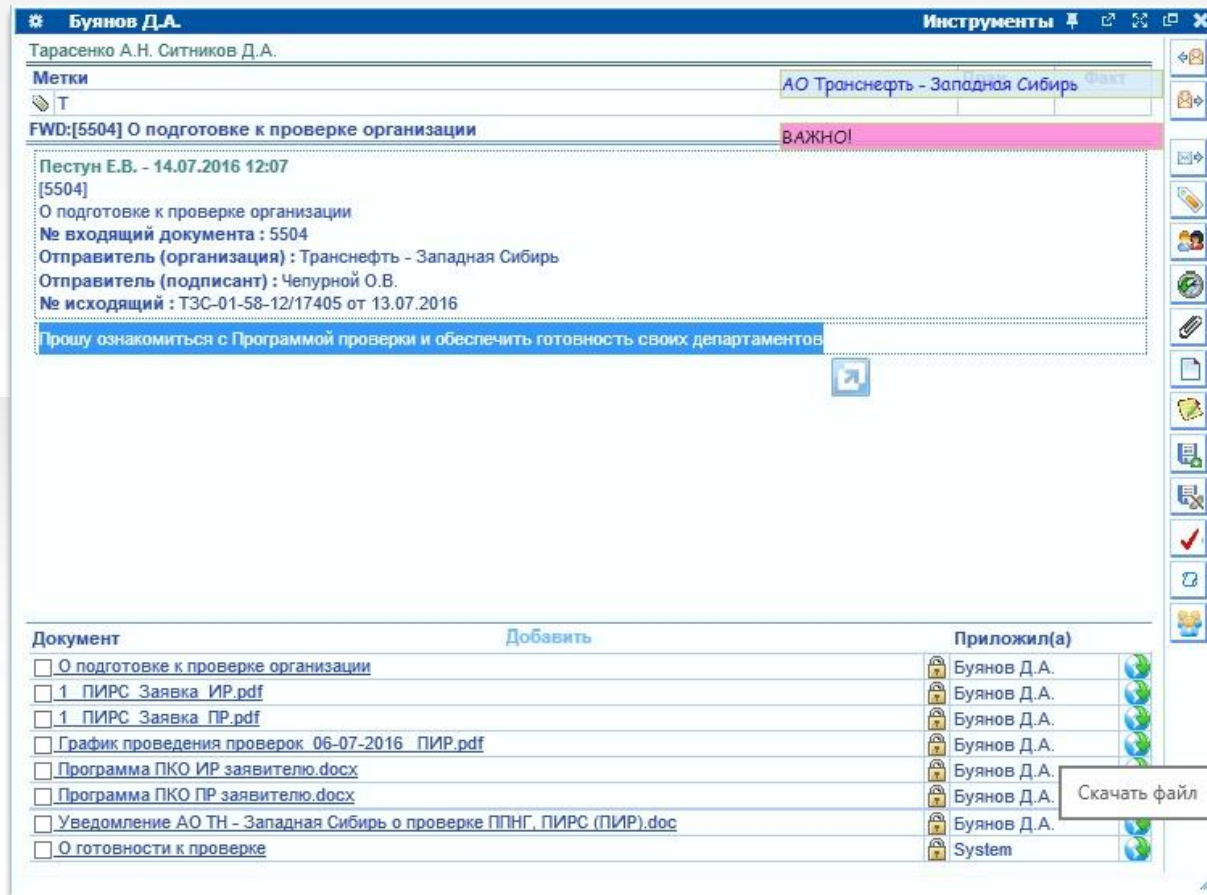 Буянов Д.А.
Инструменты
Тарасенко А.Н. Ситников Д.А.
Метки
План
Факт
АО Транснефть - Западная Сибирь
Т
FWD:[5504] О подготовке к проверке организации
ВАЖНО!
Пестун Е.В. - 14.07.2016 12:07
[5504]
О подготовке к проверке организации
№ входящий документа : 5504
Отправитель (организация) : Транснефть - Западная Сибирь
Отправитель (подписант) : Чепурной О.В.
№ исходящий : ТЗС-01-58-12/17405 от 13.07.2016
Прошу ознакомиться с Программой проверки и обеспечить готовность своих департаментов
Документ Добавить Приложил(а)
О подготовке к проверке организации Буянов Д.А.
1_ПИРС_Заявка_ИР.pdf Буянов Д.А.
1_ПИРС_Заявка_ПР.pdf Буянов Д.А.
График проведения проверок_06-07-2016_ ПИР.pdf Буянов Д.А.
Программа ПКО ИР заявителю.docx Буянов Д.А.
Программа ПКО ПР заявителю.docx Буянов Д.А.
Скачать файл
Уведомление АО ТН - Западная Сибирь о проверке ППНГ, ПИРС (ПИР).doc Буянов Д.А.
О готовности к проверке System